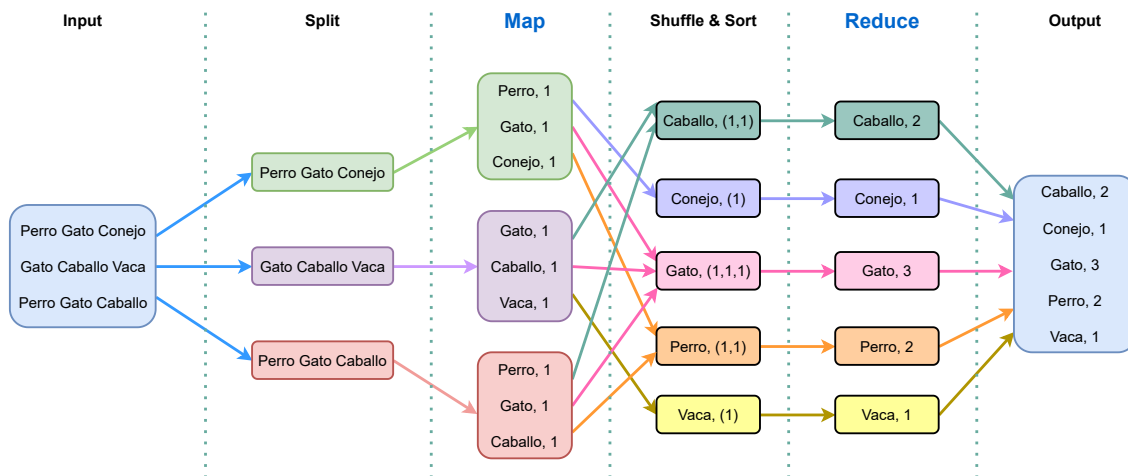 Input
Split
Map
Shuffle & Sort
Reduce
Output
Perro Gato Conejo
Gato Caballo Vaca
Perro Gato Caballo
Perro Gato Conejo
Gato Caballo Vaca
Perro Gato Caballo
Perro, 1
Gato, 1
Conejo, 1
Gato, 1
Caballo, 1
Vaca, 1
Perro, 1
Gato, 1
Caballo, 1
Caballo, (1,1)
Conejo, (1)
Gato, (1,1,1)
Perro, (1,1)
Vaca, (1)
Caballo, 2
Conejo, 1
Gato, 3
Perro, 2
Vaca, 1
Caballo, 2
Conejo, 1
Gato, 3
Perro, 2
Vaca, 1